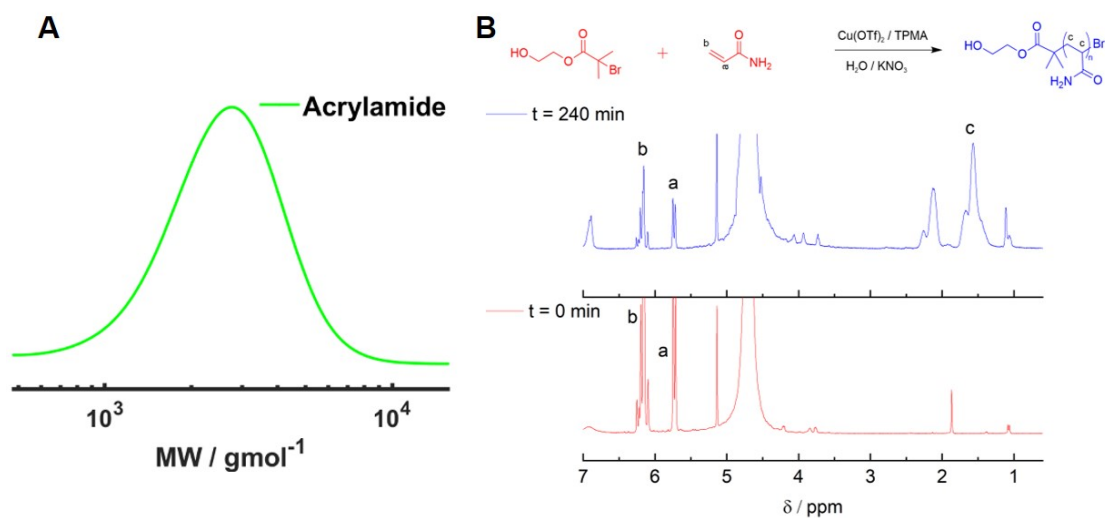 A
Acrylamide
10³ 10⁴
MW / gmol⁻¹
B
HO O O Br
+
b a O NH₂
Cu(OTf)₂ / TPMA
H₂O / KNO₃
HO O O c c Br n H₂N O
t = 240 min
b a c
t = 0 min
b a
7 6 5 4 3 2 1
δ / ppm